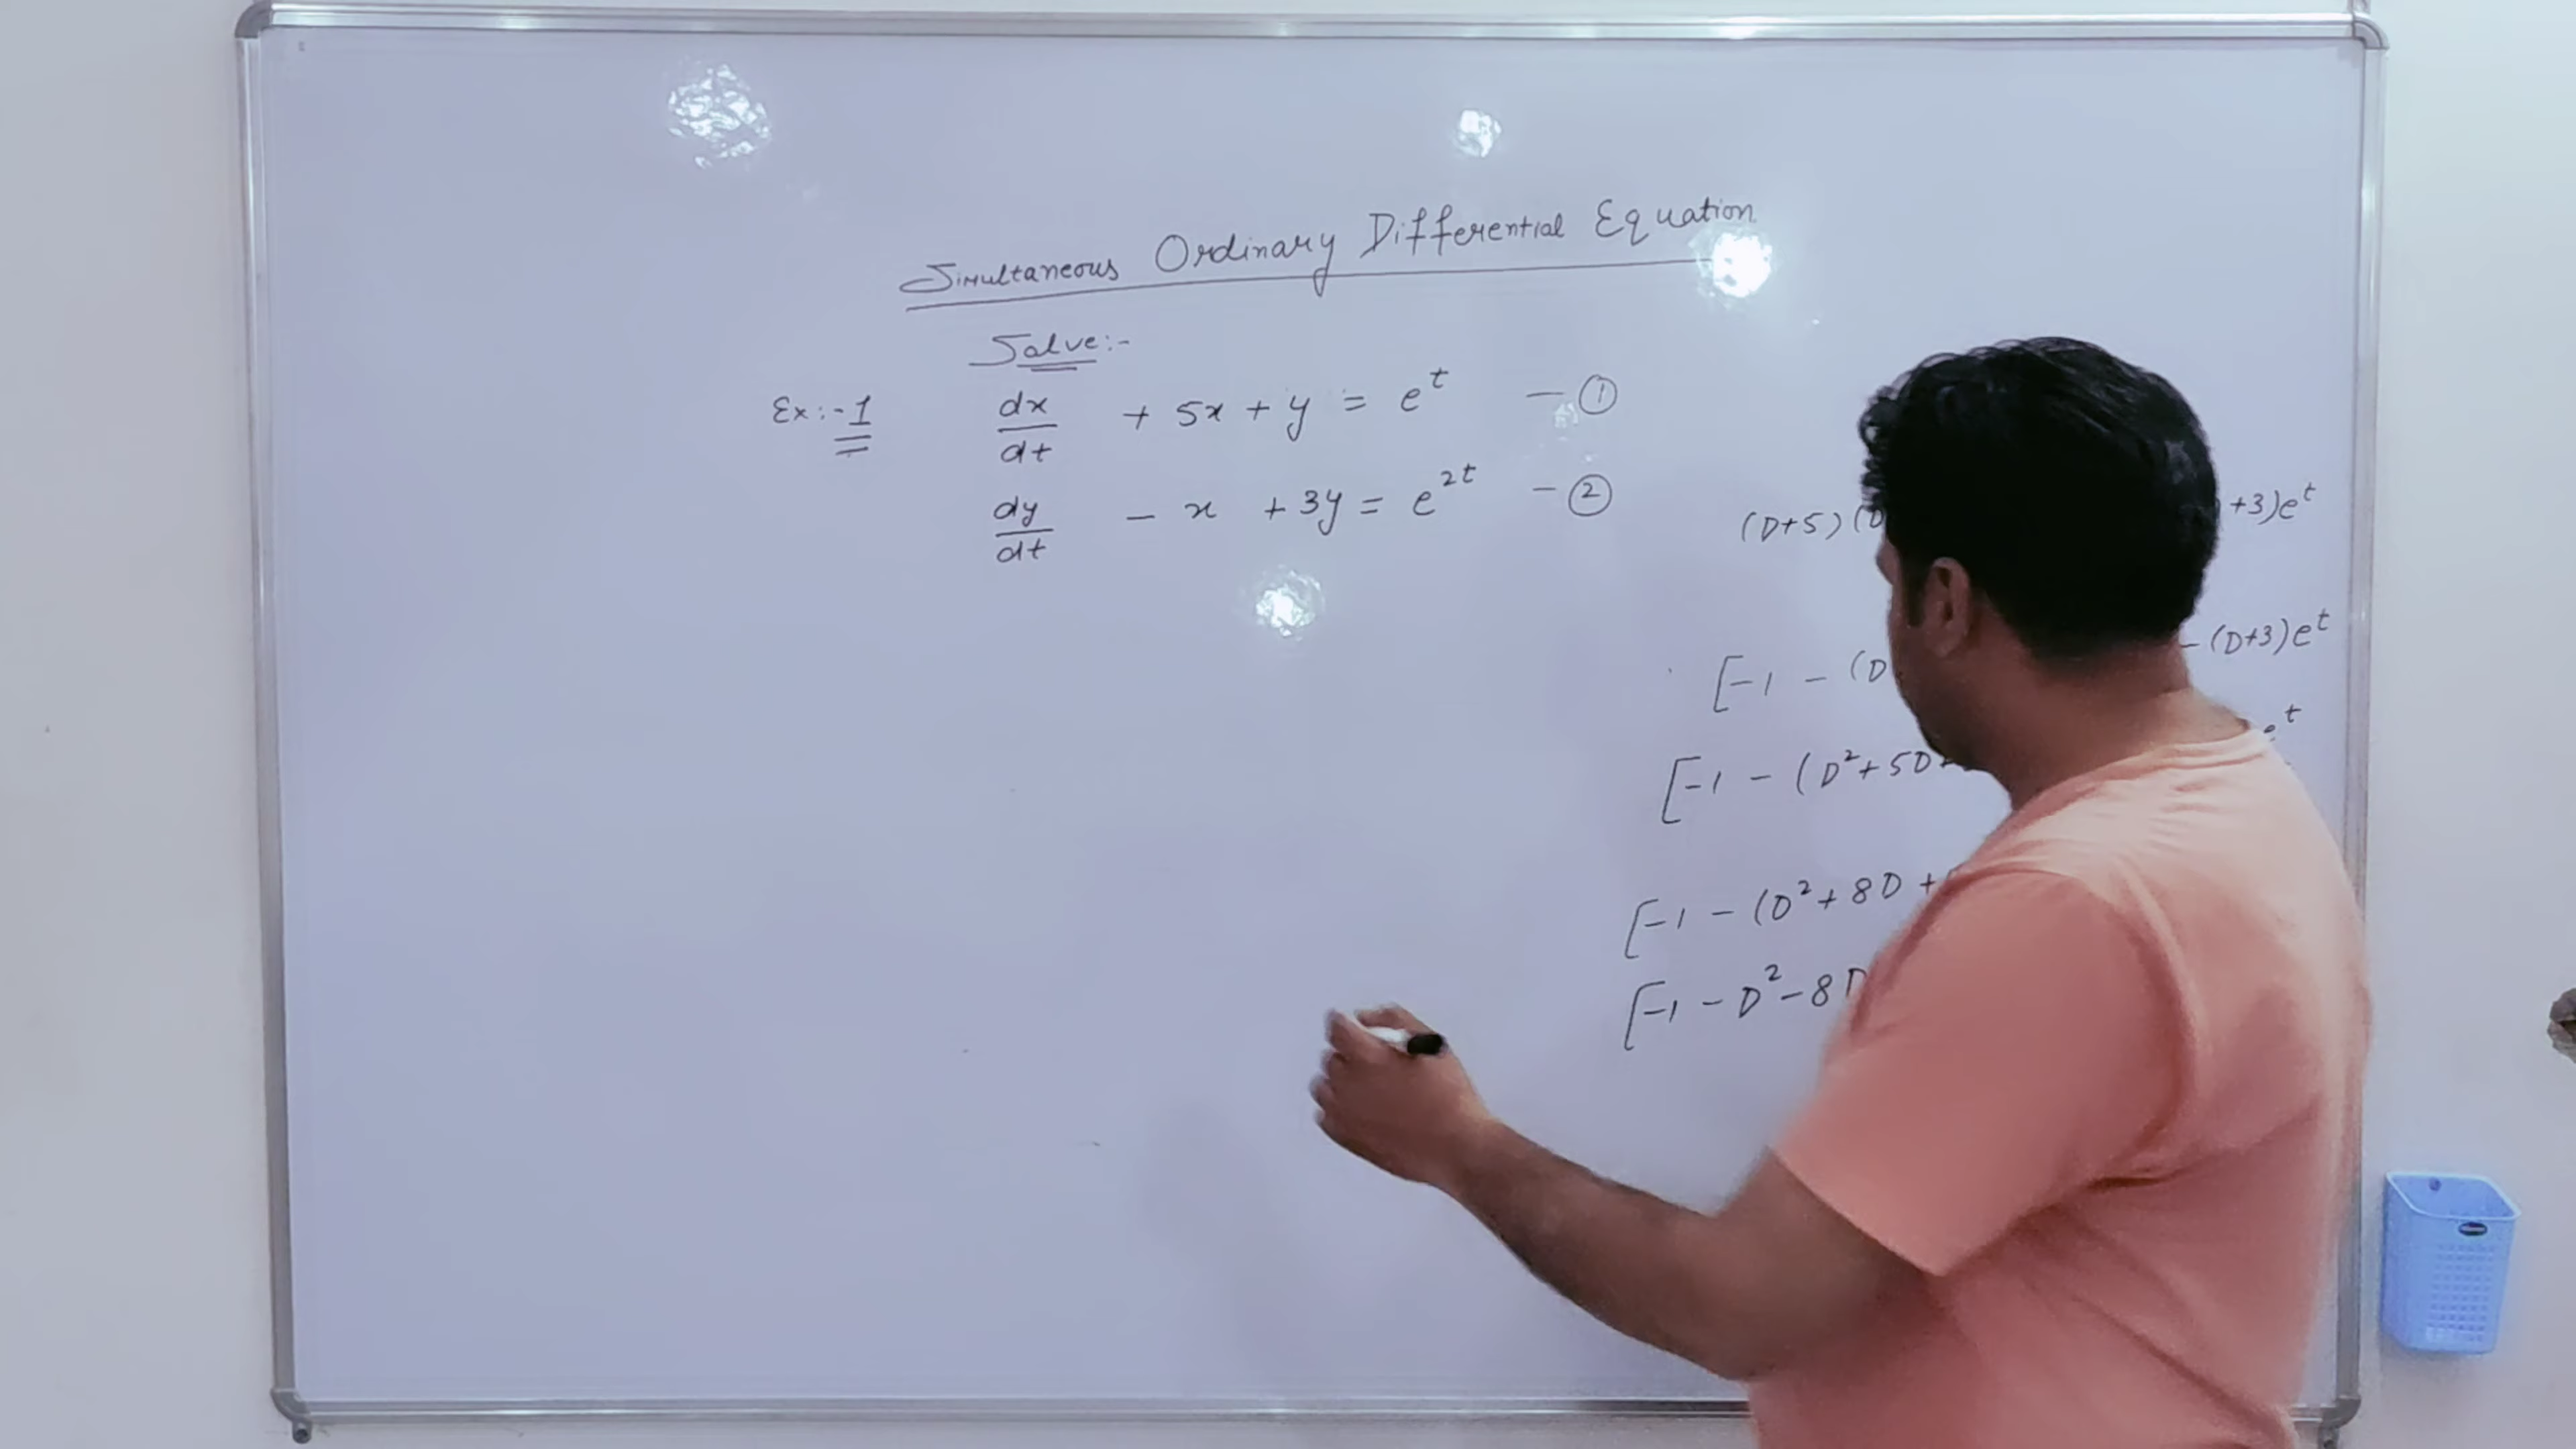 Simultaneous Ordinary Differential Equation
Solve:-
Ex:-1 dx/dt + 5x + y = e^t — ①
dy/dt - x + 3y = e^2t - ②
(D+5)(D +3)e^t
[-1 - (D - (D+3)e^t
[-1 - (D²+5D+ e^t
[-1 - (D²+8D+
[-1 - D²-8D